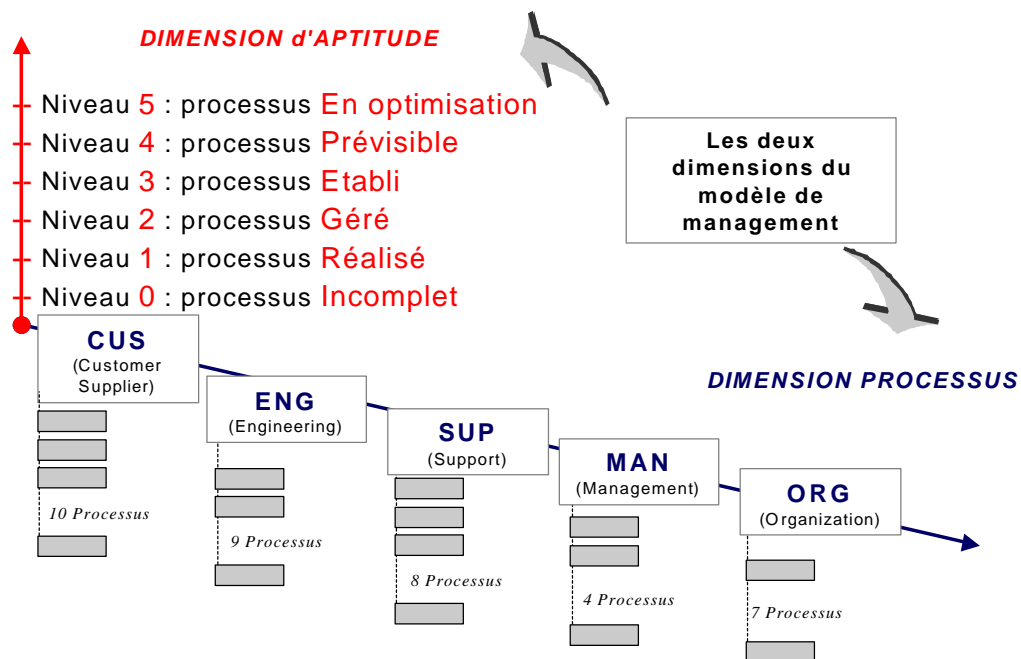 DIMENSION d'APTITUDE
Niveau 5 : processus En optimisation
Niveau 4 : processus Prévisible
Niveau 3 : processus Etabli
Niveau 2 : processus Géré
Niveau 1 : processus Réalisé
Niveau 0 : processus Incomplet
Les deux
dimensions du
modèle de
management
DIMENSION PROCESSUS
CUS
(Customer
Supplier)
10 Processus
ENG
(Engineering)
9 Processus
SUP
(Support)
8 Processus
MAN
(Management)
4 Processus
ORG
(Organization)
7 Processus